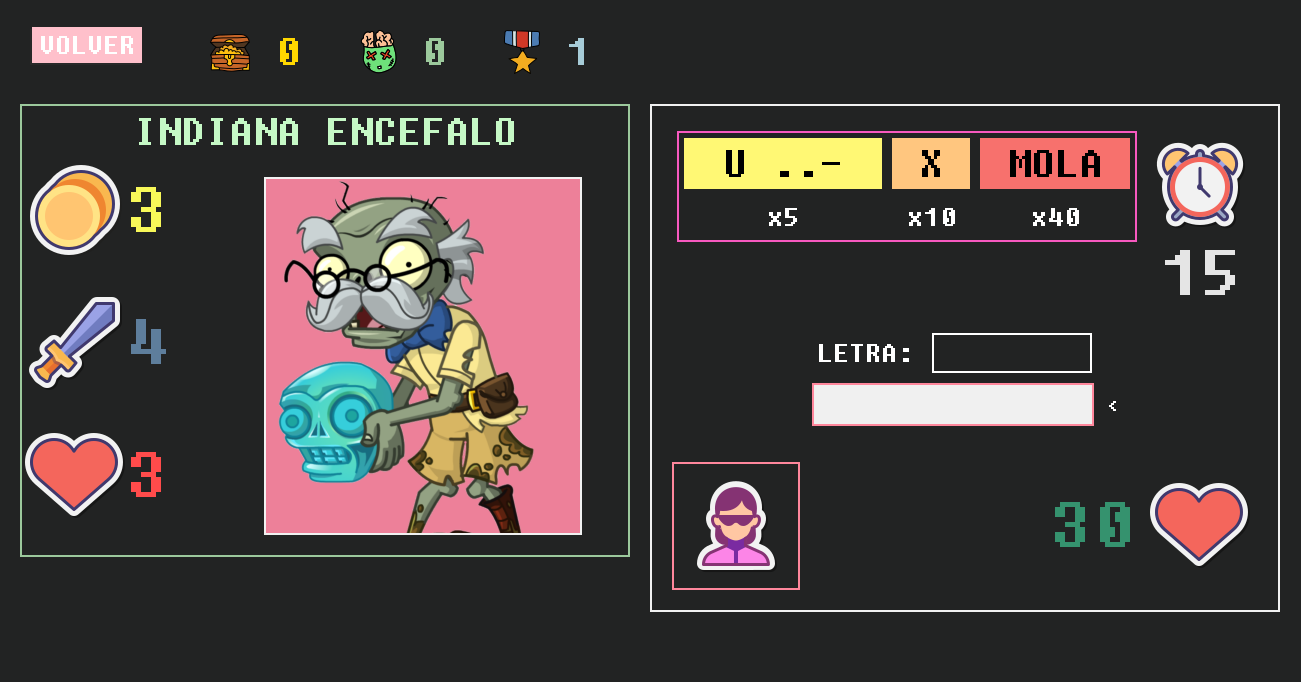 VOLVER 0 0 1
INDIANA ENCEFALO
3
4
3
U ..- X MOLA
x5 x10 x40
15
LETRA:
<
30